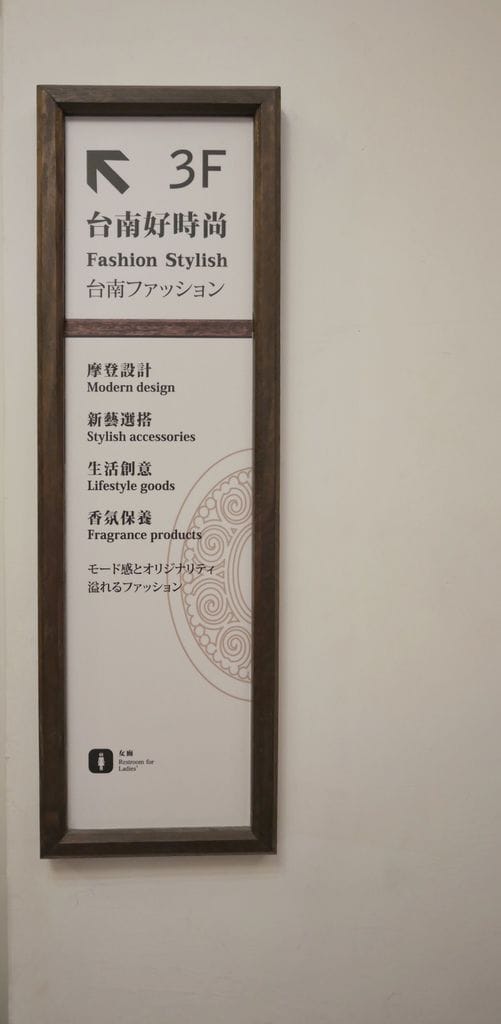 3F
台南好時尚
Fashion Stylish
台南ファッション
摩登設計
Modern design
新藝選搭
Stylish accessories
生活創意
Lifestyle goods
香氛保養
Fragrance products
モード感とオリジナリティ
溢れるファッション
女廁
Restroom for
Ladies'